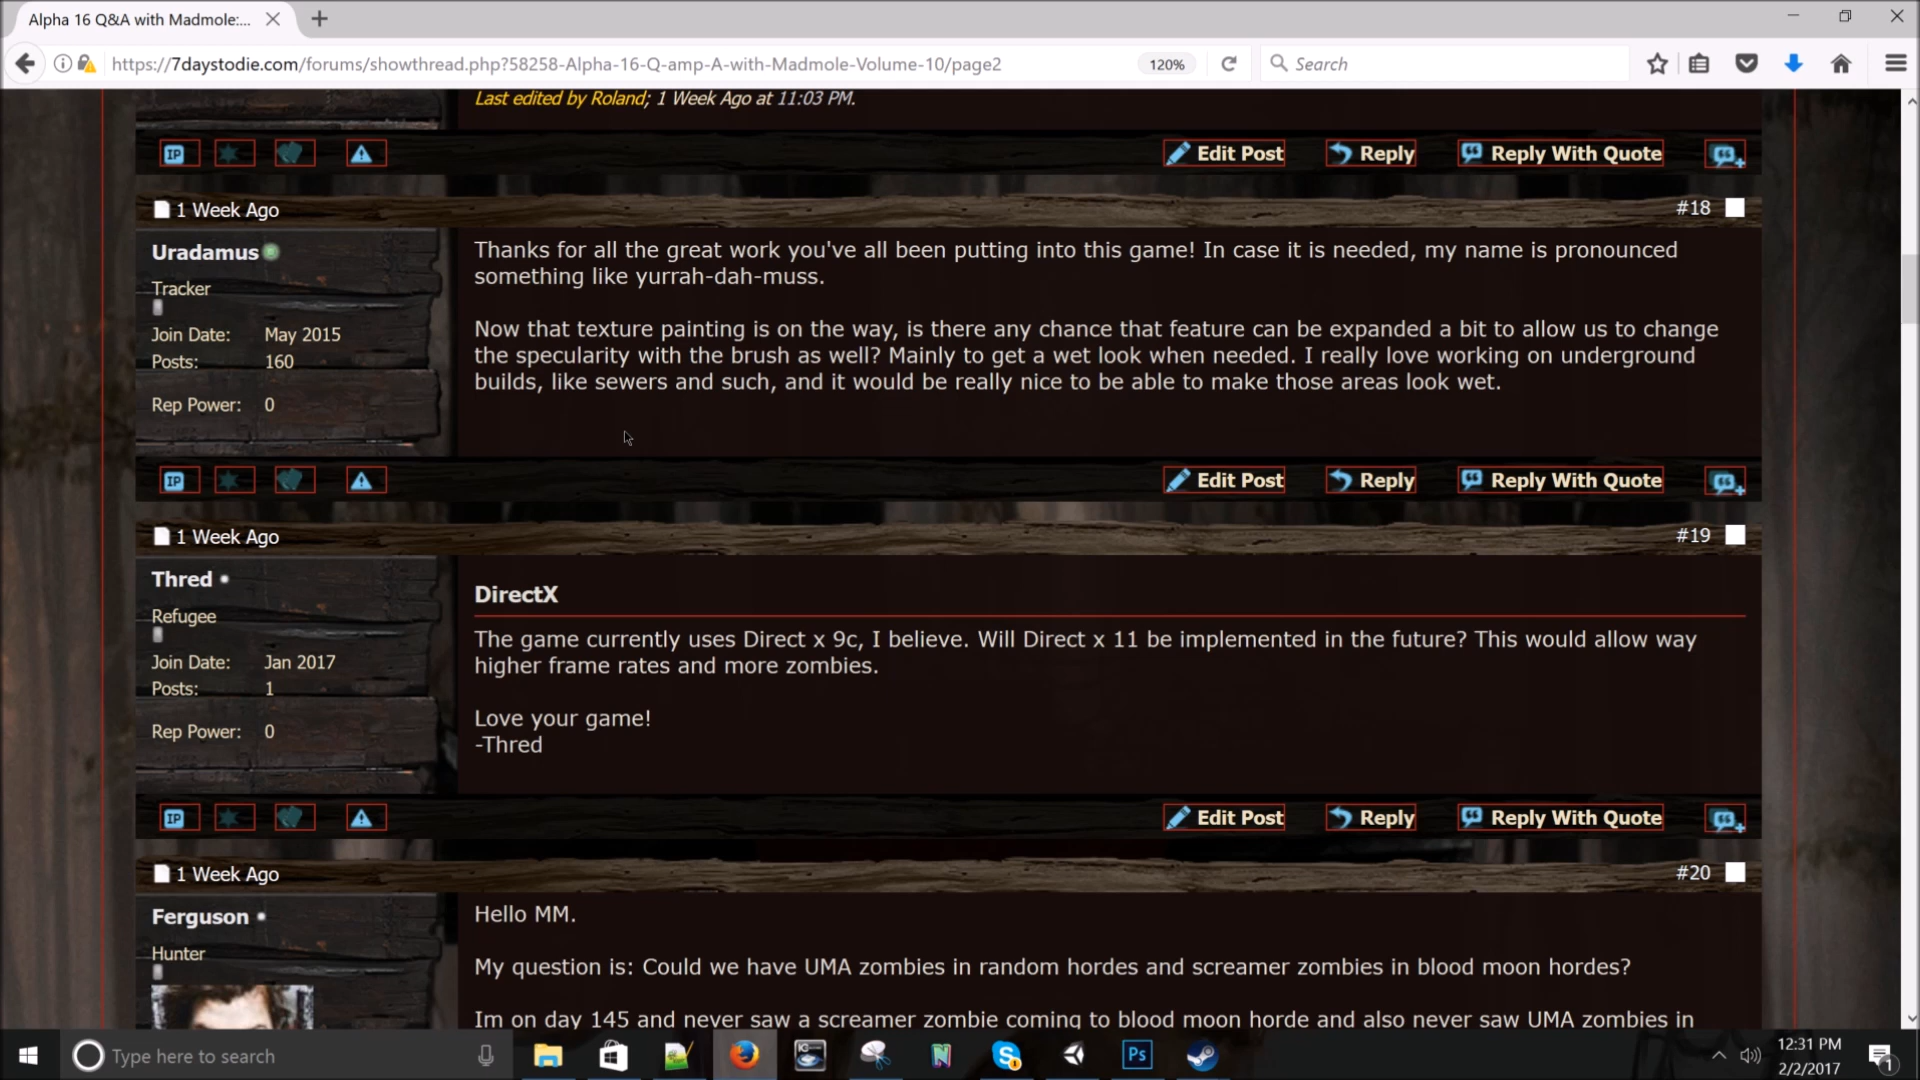 Alpha 16 Q&A with Madmole:...
https://7daystodie.com/forums/showthread.php?58258-Alpha-16-Q-amp-A-with-Madmole-Volume-10/page2
120%
Search
Last edited by Roland; 1 Week Ago at 11:03 PM.
IP
Edit Post
Reply
Reply With Quote
1 Week Ago
#18
Uradamus
Tracker
Join Date: May 2015
Posts: 160
Rep Power: 0
Thanks for all the great work you've all been putting into this game! In case it is needed, my name is pronounced
something like yurrah-dah-muss.
Now that texture painting is on the way, is there any chance that feature can be expanded a bit to allow us to change
the specularity with the brush as well? Mainly to get a wet look when needed. I really love working on underground
builds, like sewers and such, and it would be really nice to be able to make those areas look wet.
IP
Edit Post
Reply
Reply With Quote
1 Week Ago
#19
Thred
Refugee
Join Date: Jan 2017
Posts: 1
Rep Power: 0
DirectX
The game currently uses Direct x 9c, I believe. Will Direct x 11 be implemented in the future? This would allow way
higher frame rates and more zombies.
Love your game!
-Thred
IP
Edit Post
Reply
Reply With Quote
1 Week Ago
#20
Ferguson
Hunter
Hello MM.
My question is: Could we have UMA zombies in random hordes and screamer zombies in blood moon hordes?
Im on day 145 and never saw a screamer zombie coming to blood moon horde and also never saw UMA zombies in
Type here to search
N
S
Ps
12:31 PM
2/2/2017
1